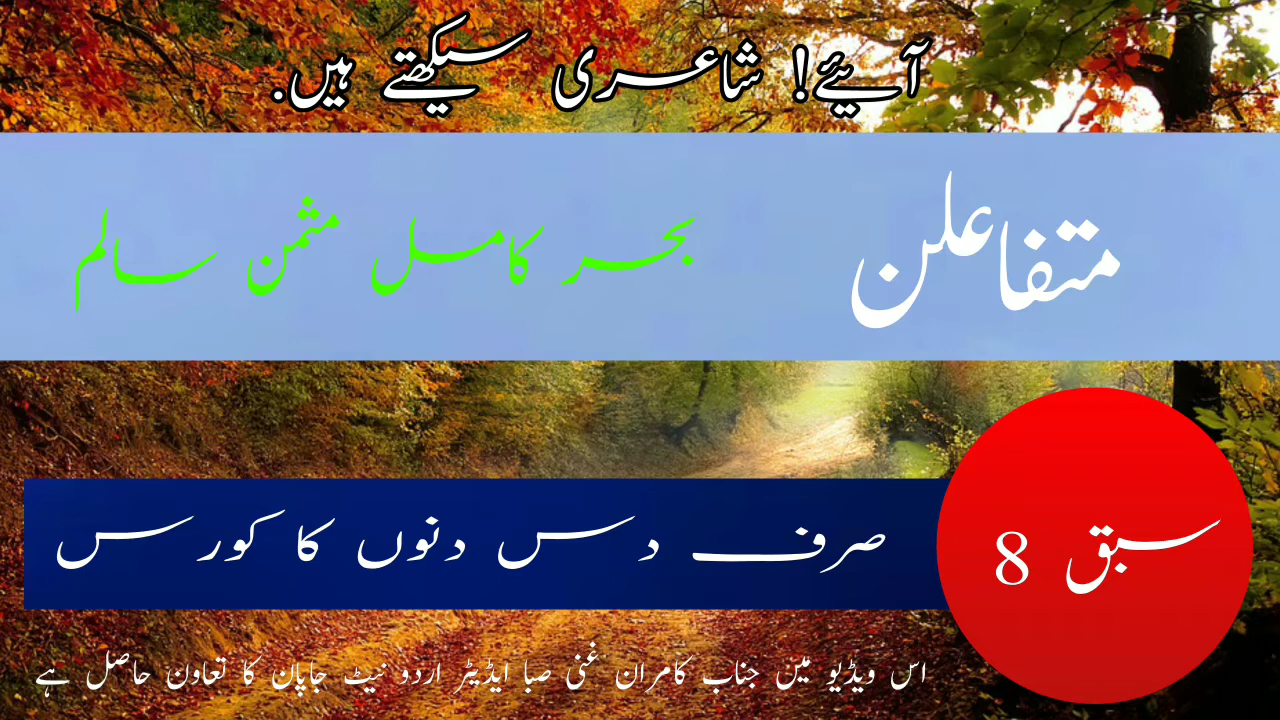 آئیے! شاعری سیکھتے ہیں.
متفاعلن
بحر کامل مثمن سالم
سبق 8
صرف دس دنوں کا کورس
اس ویڈیو میں جناب کامران غنی صبا ایڈیٹر اردو نیٹ جاپان کا تعاون حاصل ہے